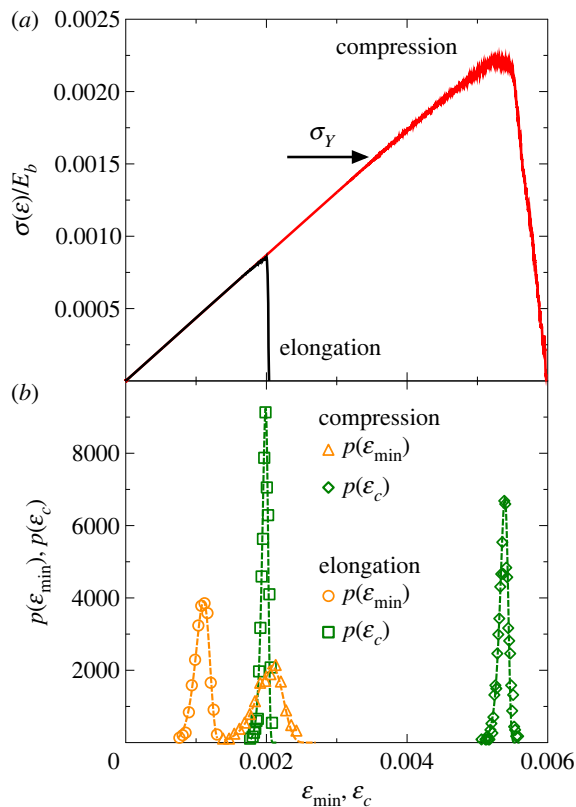 (a)
0.0025
compression
0.0020
σ_Y
0.0015
σ(ε)/E_b
0.0010
0.0005
elongation
(b)
compression
8000
p(ε_min)
p(ε_c)
6000
p(ε_min), p(ε_c)
elongation
4000
p(ε_min)
p(ε_c)
2000
0 0.002 0.004 0.006
ε_min, ε_c